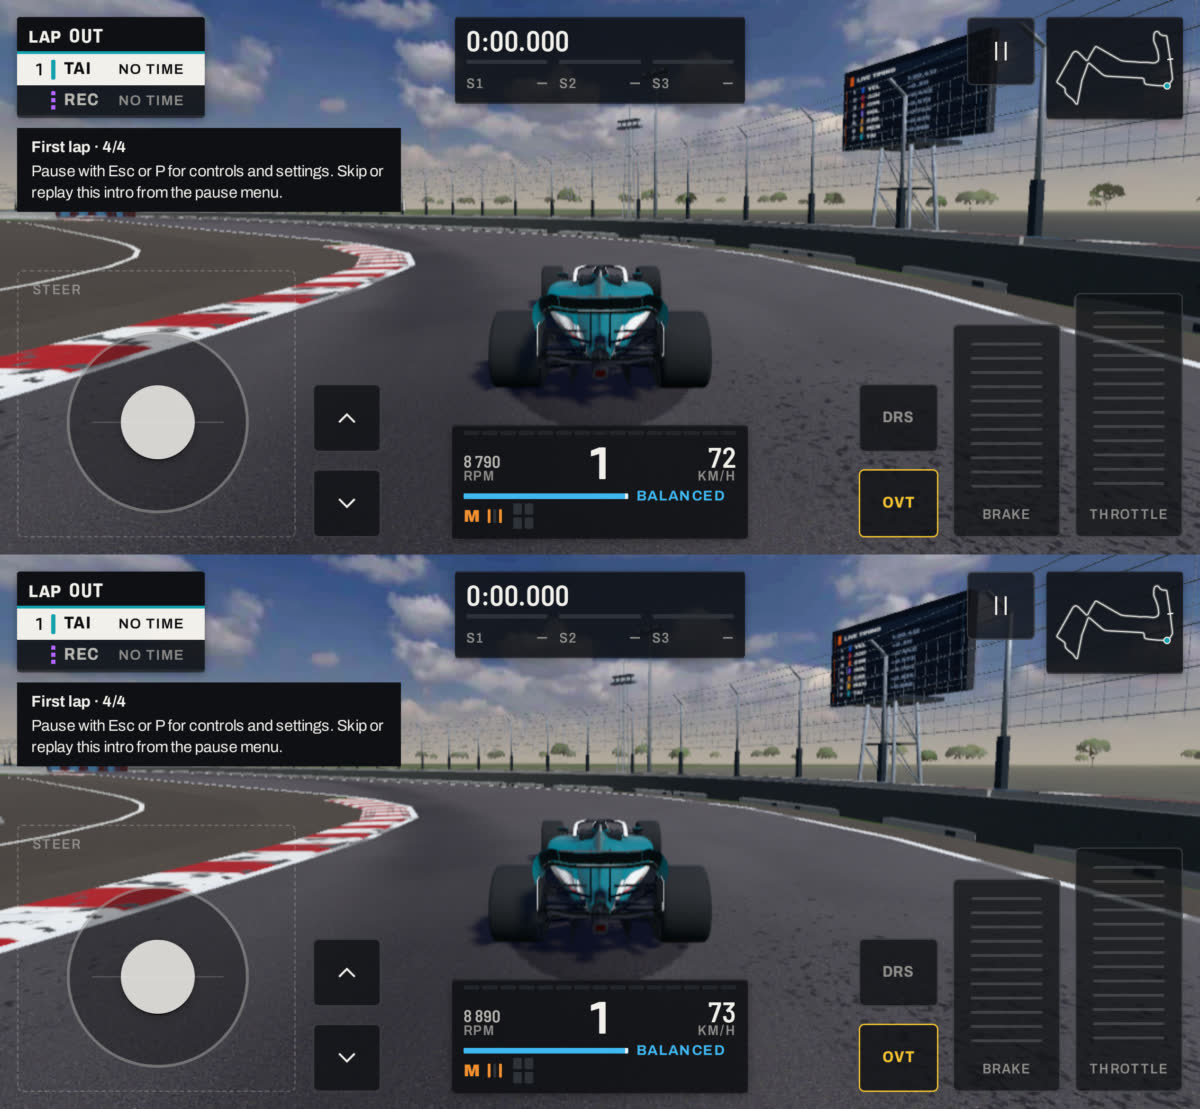 LAP OUT
1 TAI NO TIME
REC NO TIME
First lap · 4/4
Pause with Esc or P for controls and settings. Skip or
replay this intro from the pause menu.
0:00.000
S1 – S2 – S3 –
LIVE TIMING
STEER
8 790
RPM
1
72
KM/H
BALANCED
M
DRS
OVT
BRAKE
THROTTLE
LAP OUT
1 TAI NO TIME
REC NO TIME
First lap · 4/4
Pause with Esc or P for controls and settings. Skip or
replay this intro from the pause menu.
0:00.000
S1 – S2 – S3 –
LIVE TIMING
STEER
8 890
RPM
1
73
KM/H
BALANCED
M
DRS
OVT
BRAKE
THROTTLE